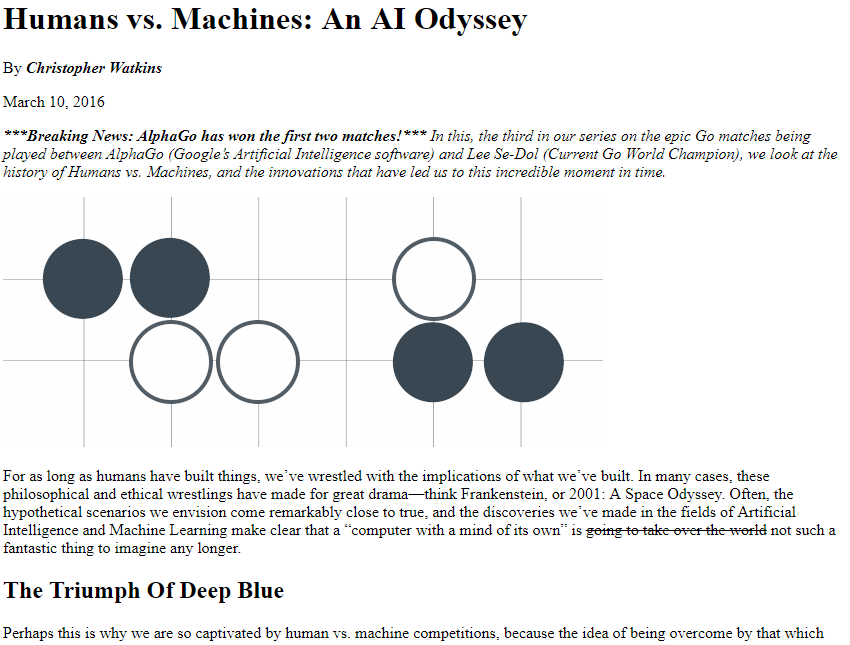 Humans vs. Machines: An AI Odyssey
By Christopher Watkins
March 10, 2016
***Breaking News: AlphaGo has won the first two matches!*** In this, the third in our series on the epic Go matches being
played between AlphaGo (Google's Artificial Intelligence software) and Lee Se-Dol (Current Go World Champion), we look at the
history of Humans vs. Machines, and the innovations that have led us to this incredible moment in time.
For as long as humans have built things, we've wrestled with the implications of what we've built. In many cases, these
philosophical and ethical wrestlings have made for great drama—think Frankenstein, or 2001: A Space Odyssey. Often, the
hypothetical scenarios we envision come remarkably close to true, and the discoveries we've made in the fields of Artificial
Intelligence and Machine Learning make clear that a “computer with a mind of its own” is going to take over the world not such a
fantastic thing to imagine any longer.
The Triumph Of Deep Blue
Perhaps this is why we are so captivated by human vs. machine competitions, because the idea of being overcome by that which